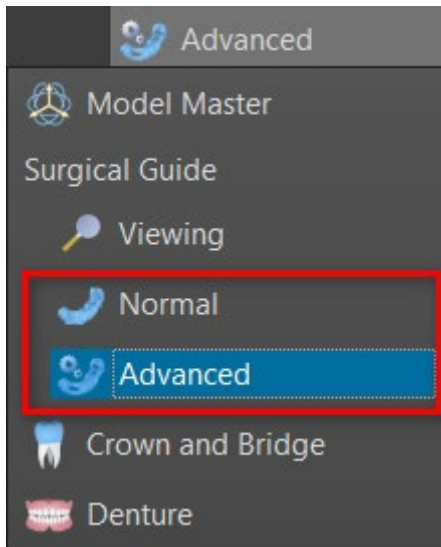 Advanced
Model Master
Surgical Guide
Viewing
Normal
Advanced
Crown and Bridge
Denture